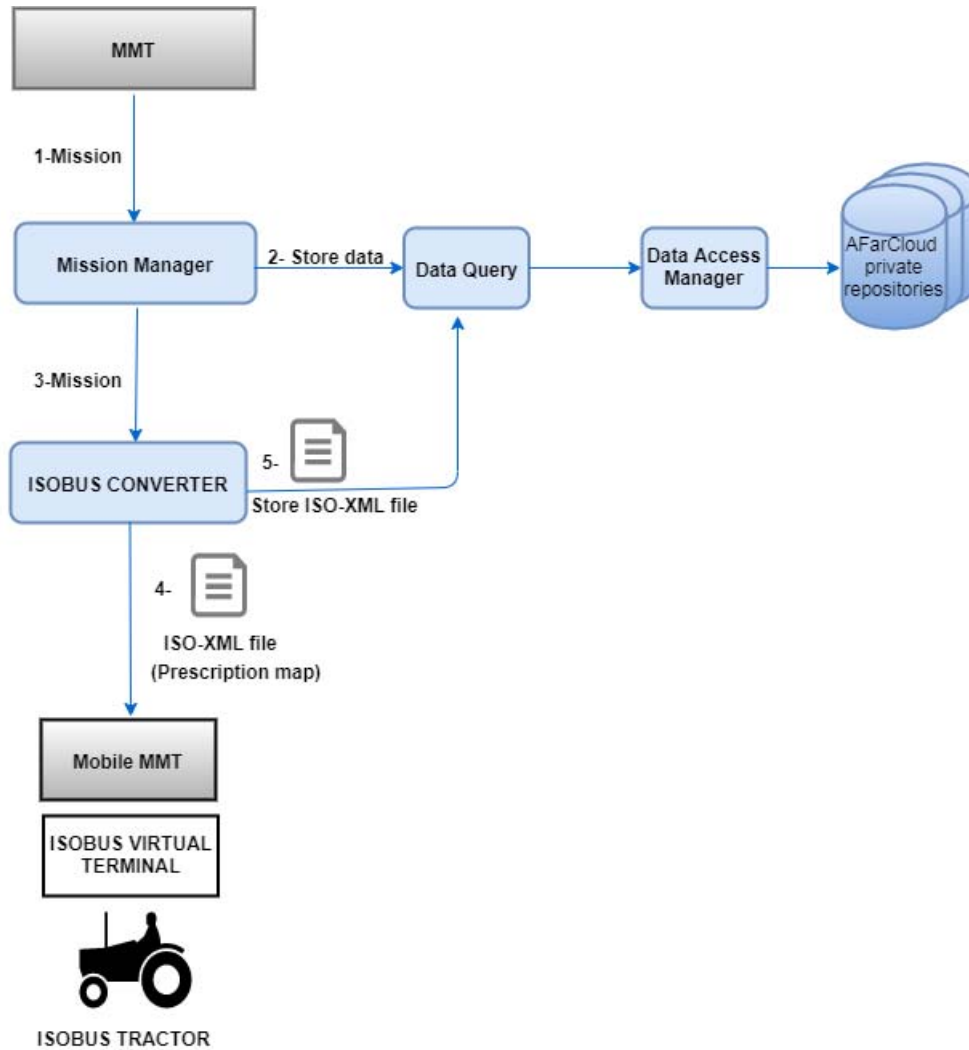 MMT
1-Mission
Mission Manager
2- Store data
Data Query
Data Access
Manager
AFarCloud
private
repositories
3-Mission
ISOBUS CONVERTER
5-
Store ISO-XML file
4-
ISO-XML file
(Prescription map)
Mobile MMT
ISOBUS VIRTUAL
TERMINAL
ISOBUS TRACTOR